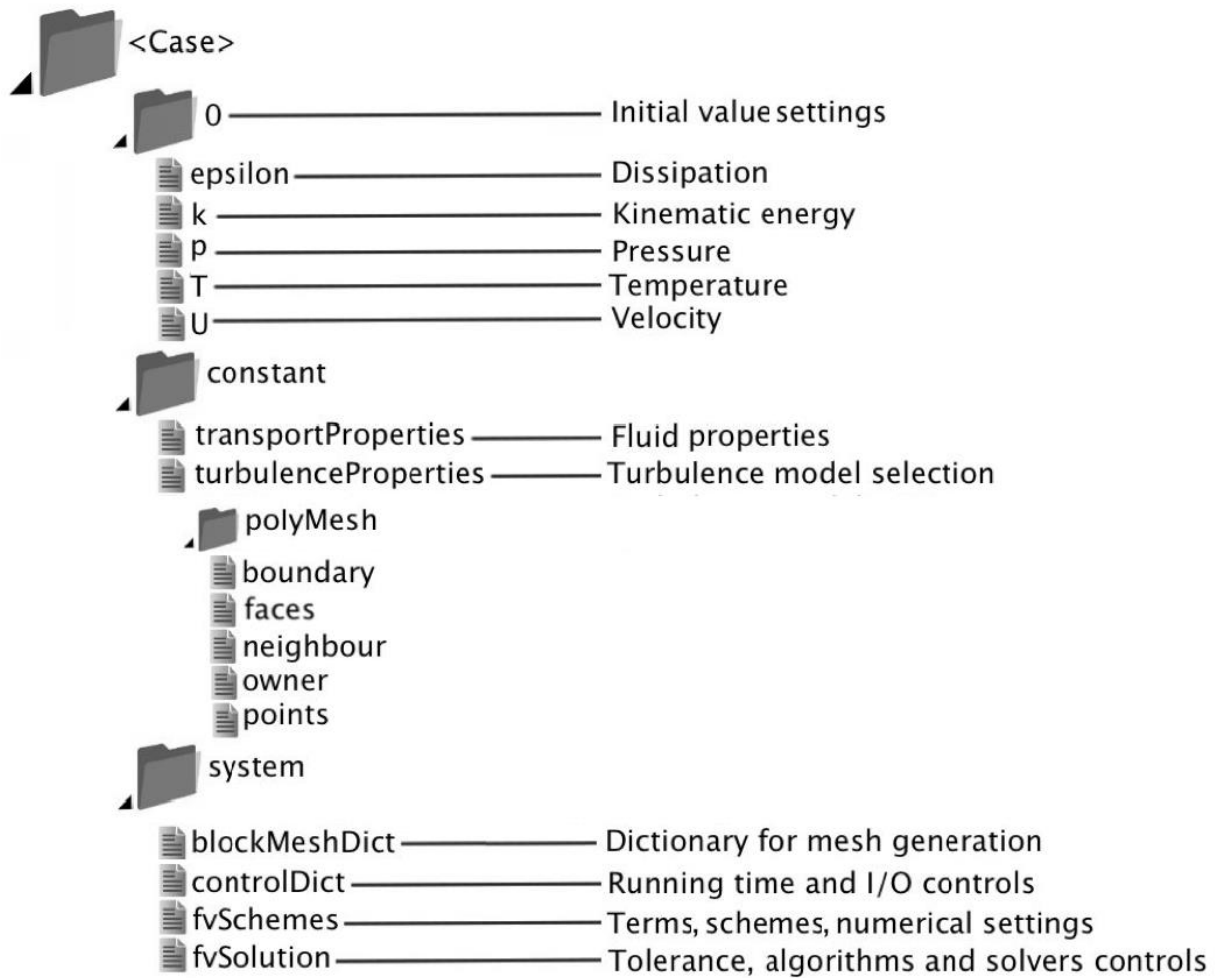 <Case>
0 Initial value settings
epsilon Dissipation
k Kinematic energy
p Pressure
T Temperature
U Velocity
constant
transportProperties Fluid properties
turbulenceProperties Turbulence model selection
polyMesh
boundary
faces
neighbour
owner
points
system
blockMeshDict Dictionary for mesh generation
controlDict Running time and I/O controls
fvSchemes Terms, schemes, numerical settings
fvSolution Tolerance, algorithms and solvers controls